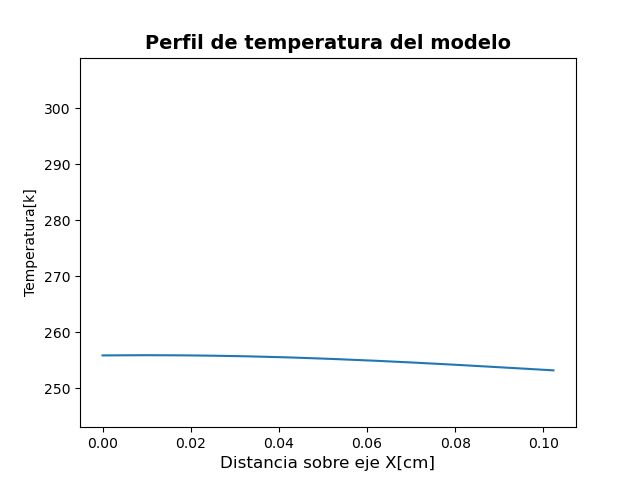 Perfil de temperatura del modelo
Temperatura[k]
300
290
280
270
260
250
0.00 0.02 0.04 0.06 0.08 0.10
Distancia sobre eje X[cm]